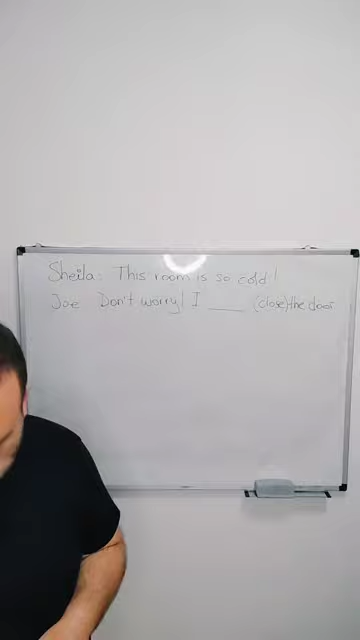 Sheila: This room is so cold!
Joe Don't worry! I ____ (close) the door